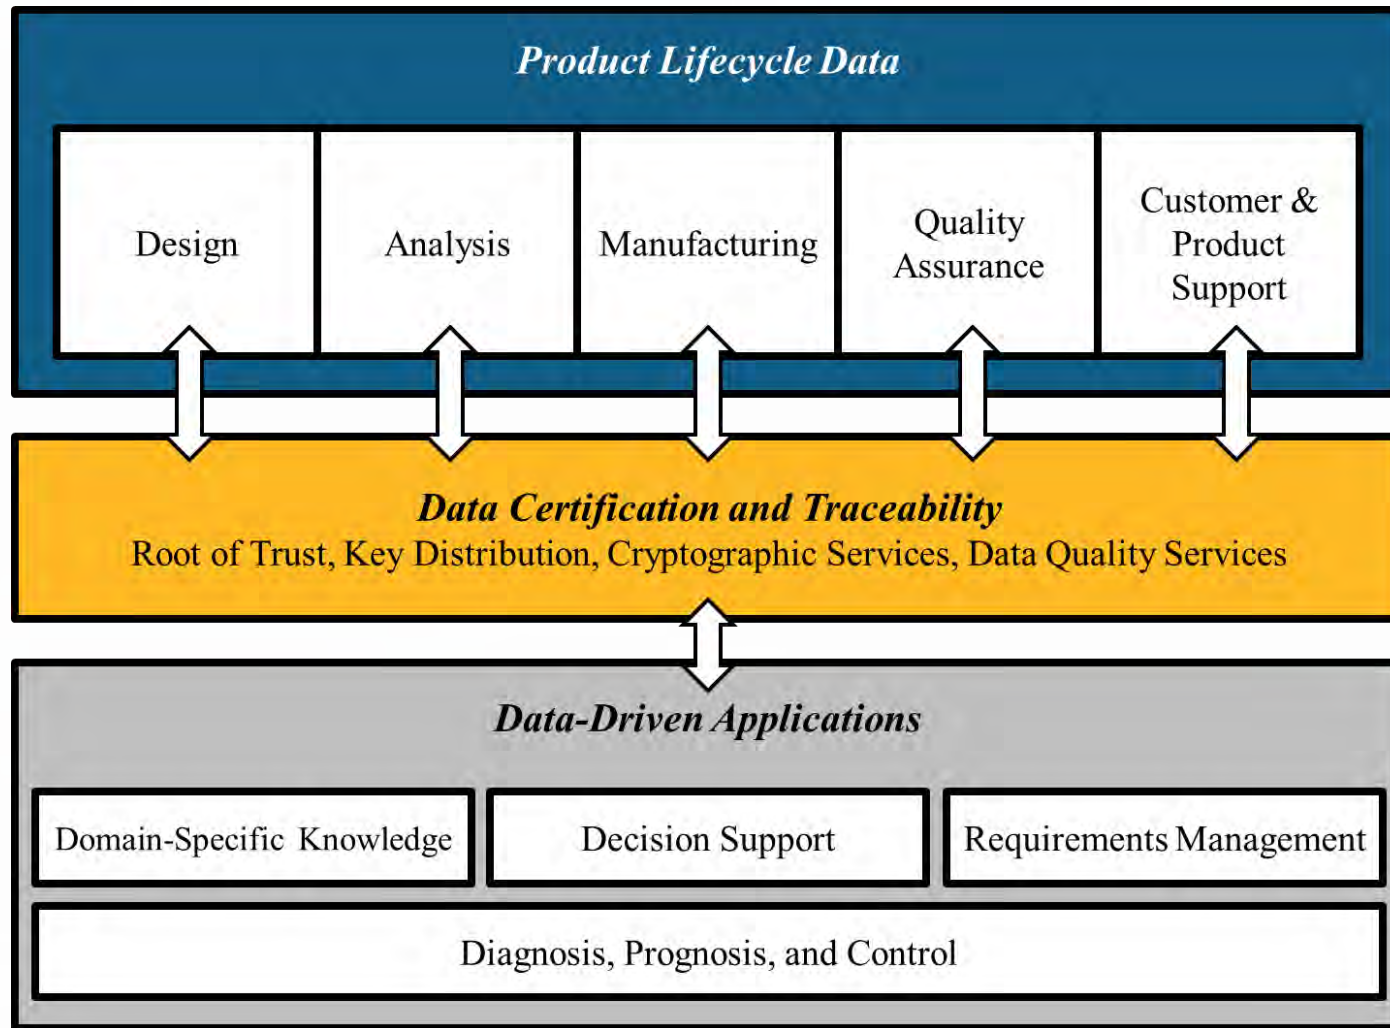 Product Lifecycle Data
Design
Analysis
Manufacturing
Quality
Assurance
Customer &
Product
Support
Data Certification and Traceability
Root of Trust, Key Distribution, Cryptographic Services, Data Quality Services
Data-Driven Applications
Domain-Specific Knowledge
Decision Support
Requirements Management
Diagnosis, Prognosis, and Control